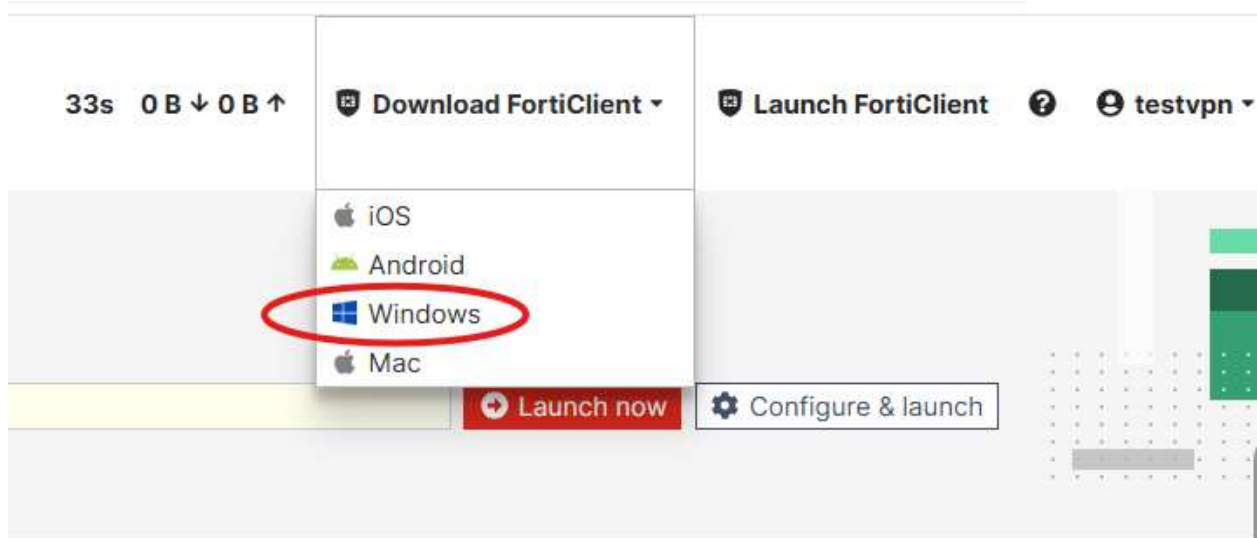 33s 0 B ↓ 0 B ↑ Download FortiClient Launch FortiClient testvpn
iOS
Android
Windows
Mac
Launch now Configure & launch